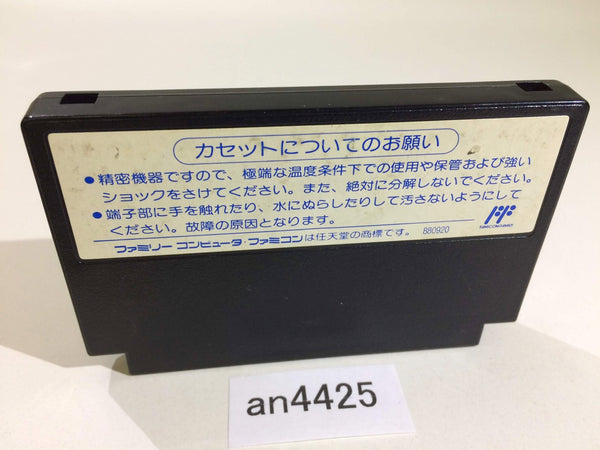 カセットについてのお願い
●精密機器ですので、極端な温度条件下での使用や保管および強い
ショックをさけてください。また、絶対に分解しないでください。
●端子部に手を触れたり、水にぬらしたりして汚さないようにして
ください。故障の原因となります。
ファミリー コンピュータ・ファミコンは任天堂の商標です。 880920
an4425